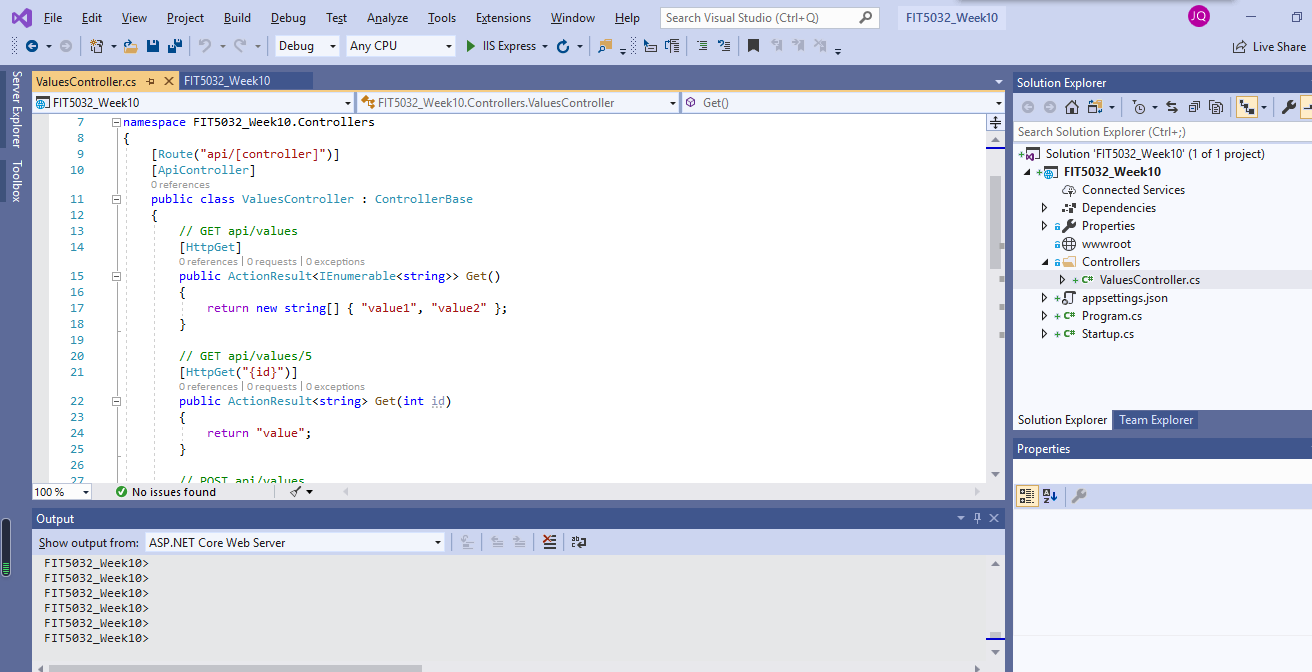 File Edit View Project Build Debug Test Analyze Tools Extensions Window Help Search Visual Studio (Ctrl+Q) FIT5032_Week10 JQ
Debug Any CPU IIS Express Live Share
Server Explorer
Toolbox
ValuesController.cs FIT5032_Week10
FIT5032_Week10 FIT5032_Week10.Controllers.ValuesController Get()
7 namespace FIT5032_Week10.Controllers
8 {
9 [Route("api/[controller]")]
10 [ApiController]
0 references
11 public class ValuesController : ControllerBase
12 {
13 // GET api/values
14 [HttpGet]
0 references | 0 requests | 0 exceptions
15 public ActionResult<IEnumerable<string>> Get()
16 {
17 return new string[] { "value1", "value2" };
18 }
19
20 // GET api/values/5
21 [HttpGet("{id}")]
0 references | 0 requests | 0 exceptions
22 public ActionResult<string> Get(int id)
23 {
24 return "value";
25 }
26
27 // POST api/values
100 % No issues found
Output
Show output from: ASP.NET Core Web Server
FIT5032_Week10>
FIT5032_Week10>
FIT5032_Week10>
FIT5032_Week10>
FIT5032_Week10>
FIT5032_Week10>
Solution Explorer
Search Solution Explorer (Ctrl+;)
Solution 'FIT5032_Week10' (1 of 1 project)
FIT5032_Week10
Connected Services
Dependencies
Properties
wwwroot
Controllers
C# ValuesController.cs
appsettings.json
C# Program.cs
C# Startup.cs
Solution Explorer Team Explorer
Properties